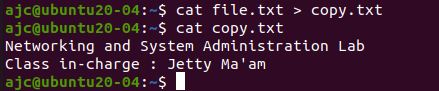 ajc@ubuntu20-04:~$ cat file.txt > copy.txt
ajc@ubuntu20-04:~$ cat copy.txt
Networking and System Administration Lab
Class in-charge : Jetty Ma'am
ajc@ubuntu20-04:~$